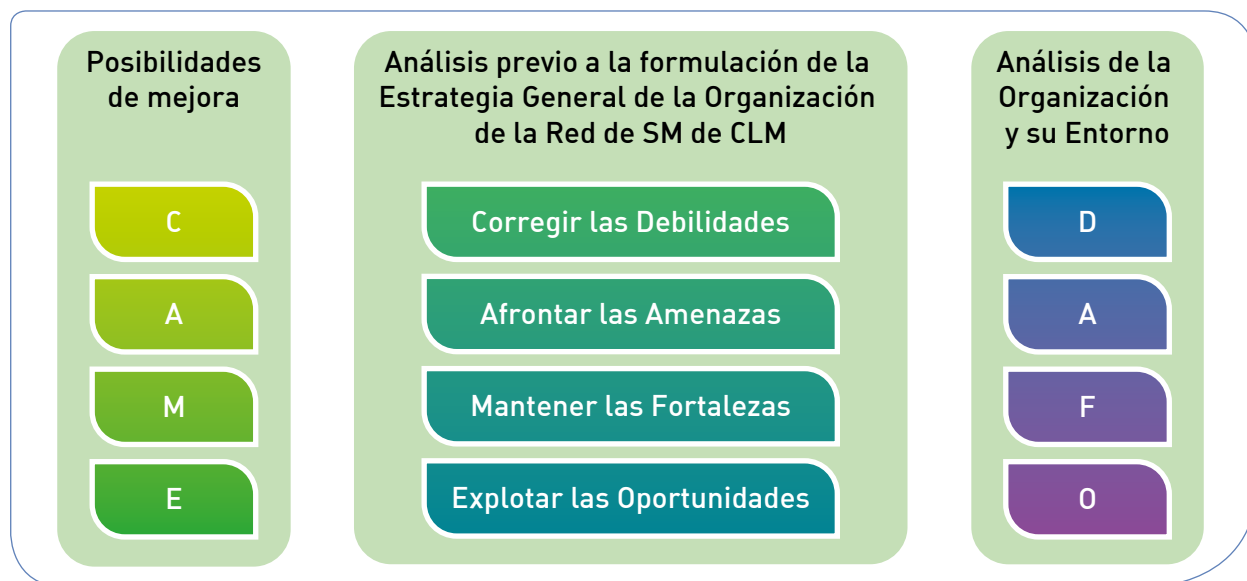 Posibilidades
de mejora
C
A
M
E
Análisis previo a la formulación de la
Estrategia General de la Organización
de la Red de SM de CLM
Corregir las Debilidades
Afrontar las Amenazas
Mantener las Fortalezas
Explotar las Oportunidades
Análisis de la
Organización
y su Entorno
D
A
F
O